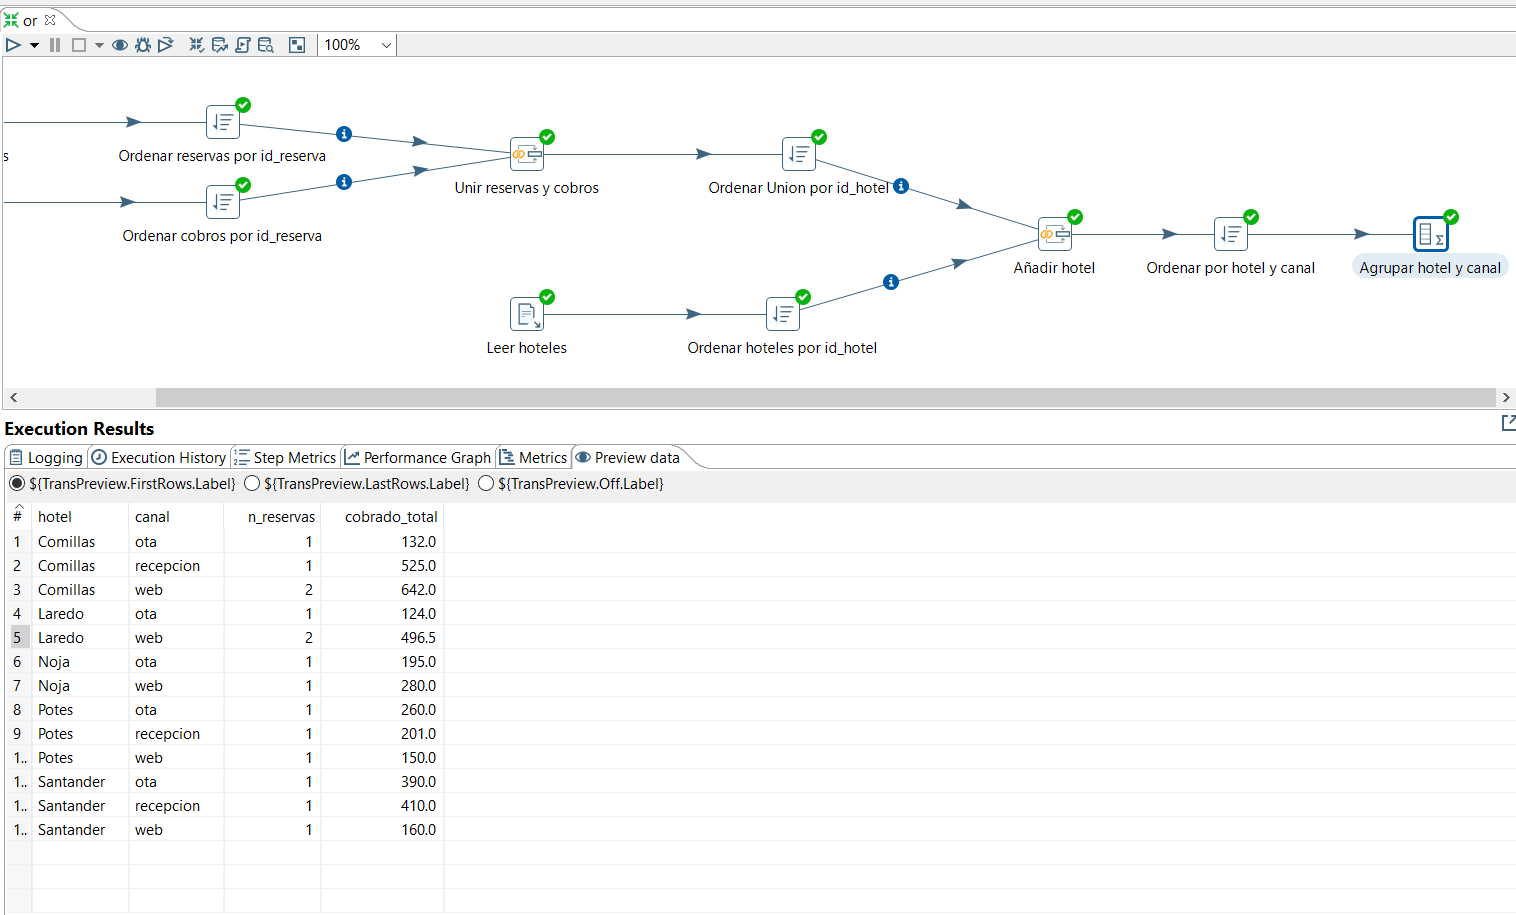 or
100%
s
Ordenar reservas por id_reserva
Unir reservas y cobros
Ordenar Union por id_hotel
Ordenar cobros por id_reserva
Añadir hotel
Ordenar por hotel y canal
Agrupar hotel y canal
Leer hoteles
Ordenar hoteles por id_hotel
Execution Results
Logging Execution History Step Metrics Performance Graph Metrics Preview data
${TransPreview.FirstRows.Label} ${TransPreview.LastRows.Label} ${TransPreview.Off.Label}
# hotel canal n_reservas cobrado_total
1 Comillas ota 1 132.0
2 Comillas recepcion 1 525.0
3 Comillas web 2 642.0
4 Laredo ota 1 124.0
5 Laredo web 2 496.5
6 Noja ota 1 195.0
7 Noja web 1 280.0
8 Potes ota 1 260.0
9 Potes recepcion 1 201.0
1.. Potes web 1 150.0
1.. Santander ota 1 390.0
1.. Santander recepcion 1 410.0
1.. Santander web 1 160.0